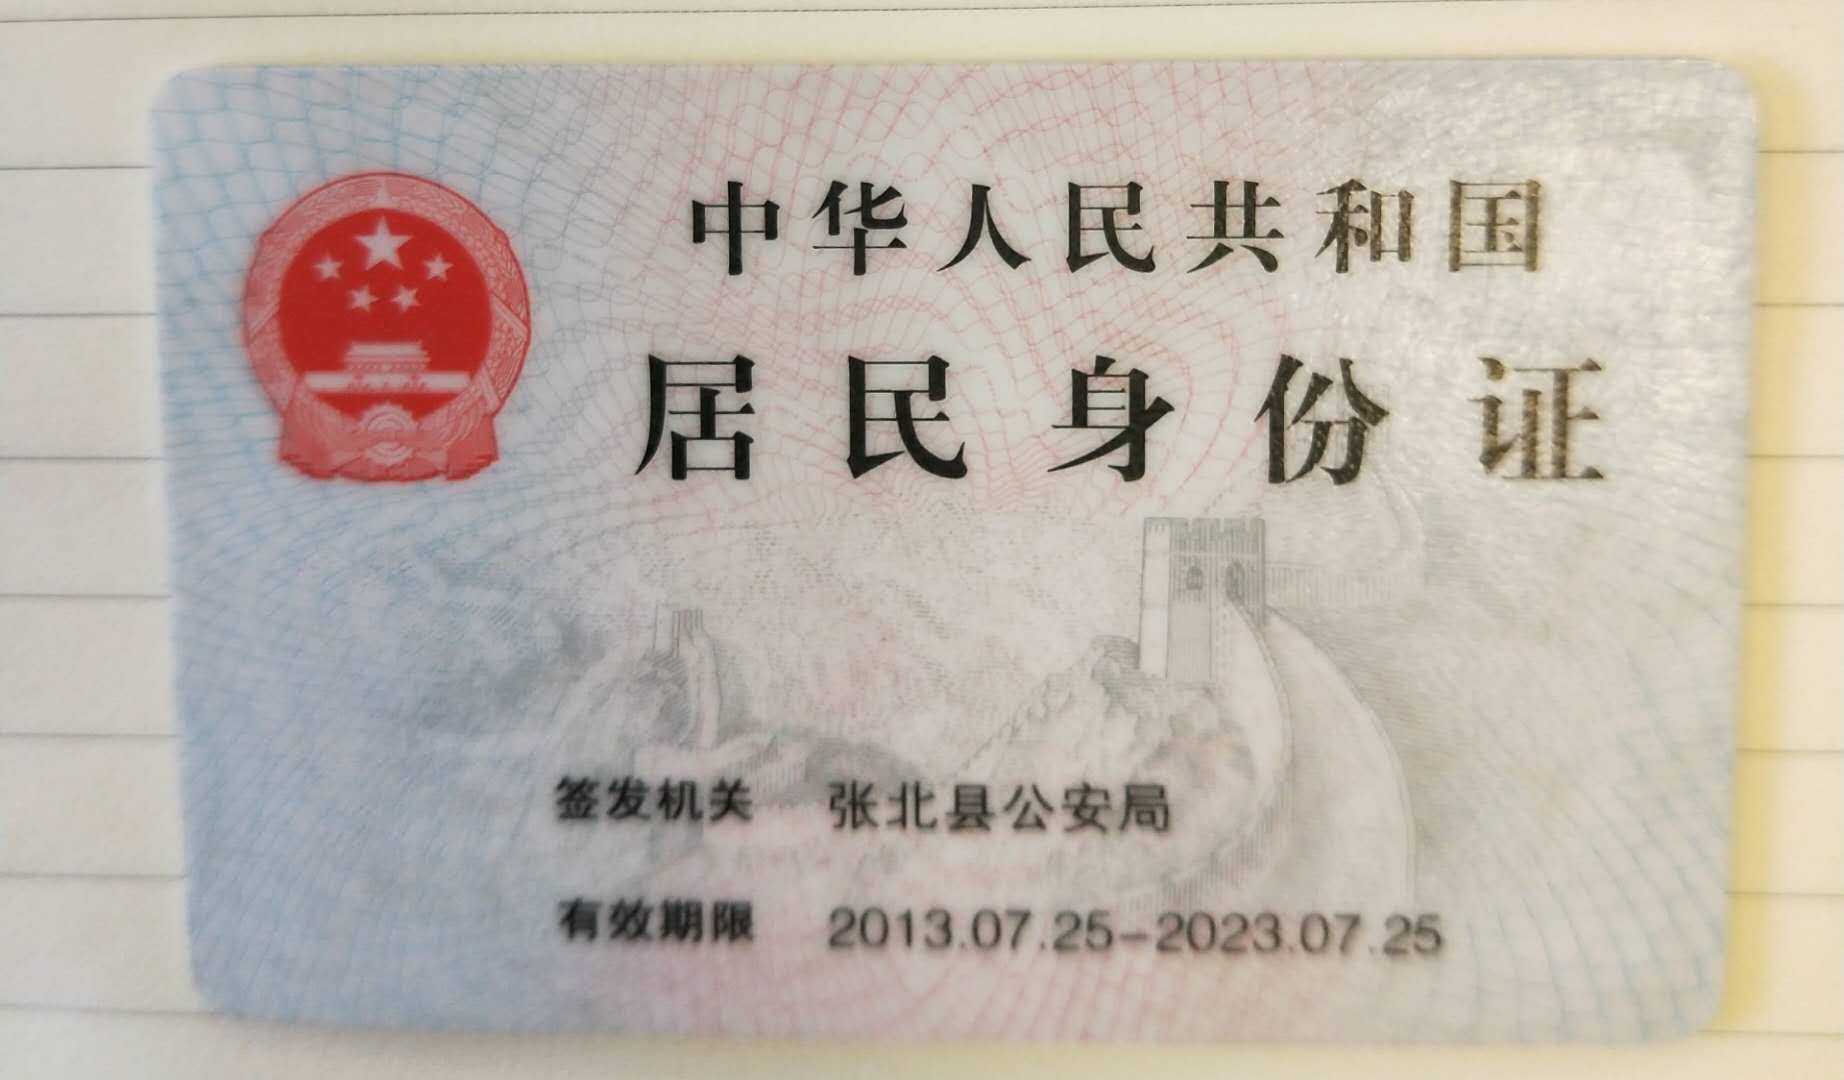 中华人民共和国
居民身份证
签发机关 张北县公安局
有效期限 2013.07.25-2023.07.25